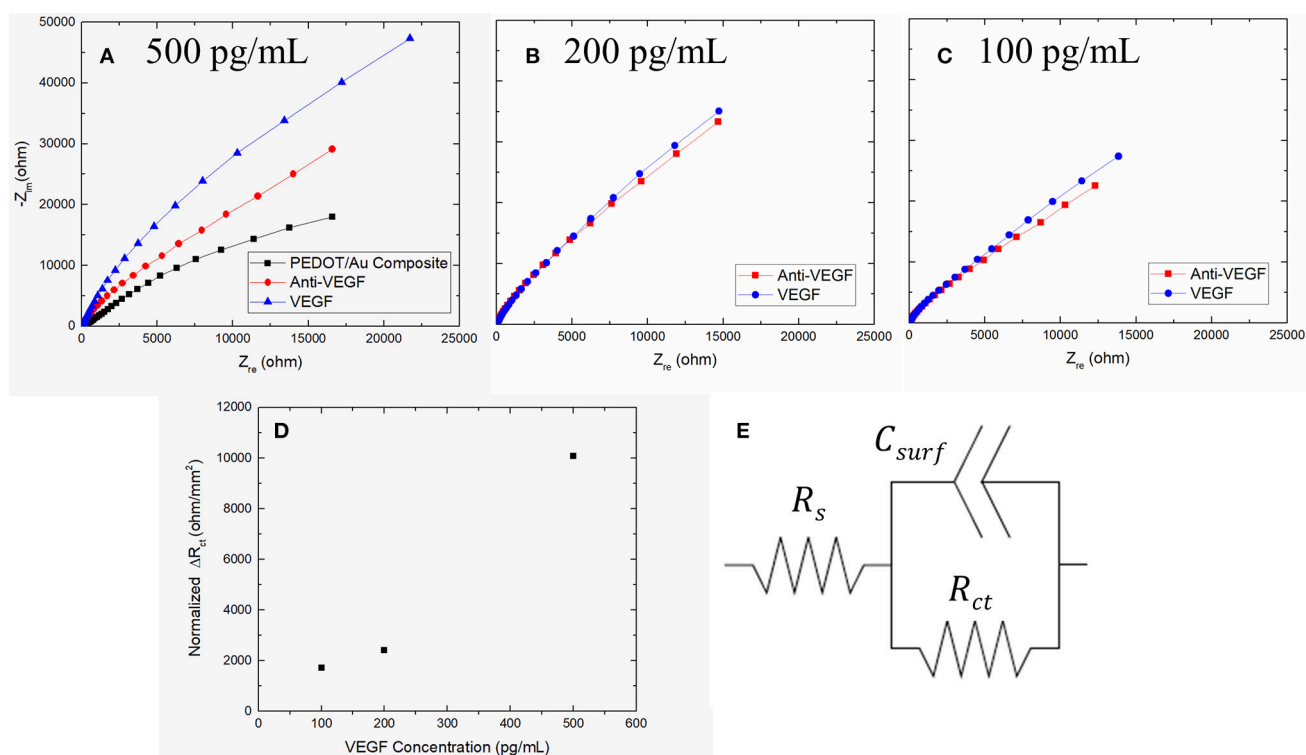 A 500 pg/mL
50000
40000
30000
20000
10000
0
-Z_im (ohm)
PEDOT/Au Composite
Anti-VEGF
VEGF
0 5000 10000 15000 20000 25000
Z_re (ohm)
B 200 pg/mL
Anti-VEGF
VEGF
0 5000 10000 15000 20000 25000
Z_re (ohm)
C 100 pg/mL
Anti-VEGF
VEGF
0 5000 10000 15000 20000 25000
Z_re (ohm)
D
12000
10000
8000
6000
4000
2000
0
Normalized ΔR_ct (ohm/mm²)
0 100 200 300 400 500 600
VEGF Concentration (pg/mL)
E
C_surf
R_s
R_ct